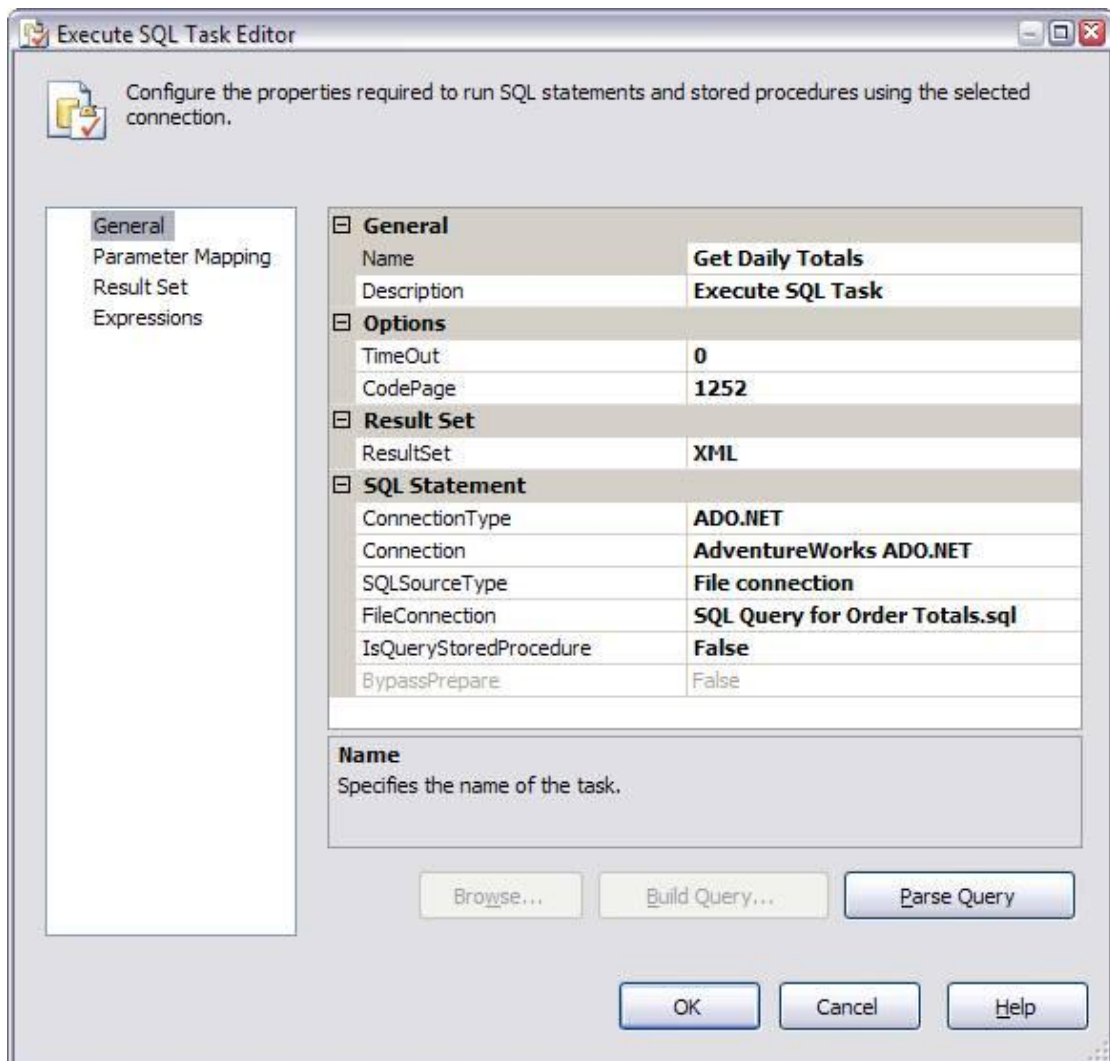 Execute SQL Task Editor
Configure the properties required to run SQL statements and stored procedures using the selected
connection.
General
Parameter Mapping
Result Set
Expressions
General
Name Get Daily Totals
Description Execute SQL Task
Options
TimeOut 0
CodePage 1252
Result Set
ResultSet XML
SQL Statement
ConnectionType ADO.NET
Connection AdventureWorks ADO.NET
SQLSourceType File connection
FileConnection SQL Query for Order Totals.sql
IsQueryStoredProcedure False
BypassPrepare False
Name
Specifies the name of the task.
Browse... Build Query... Parse Query
OK Cancel Help